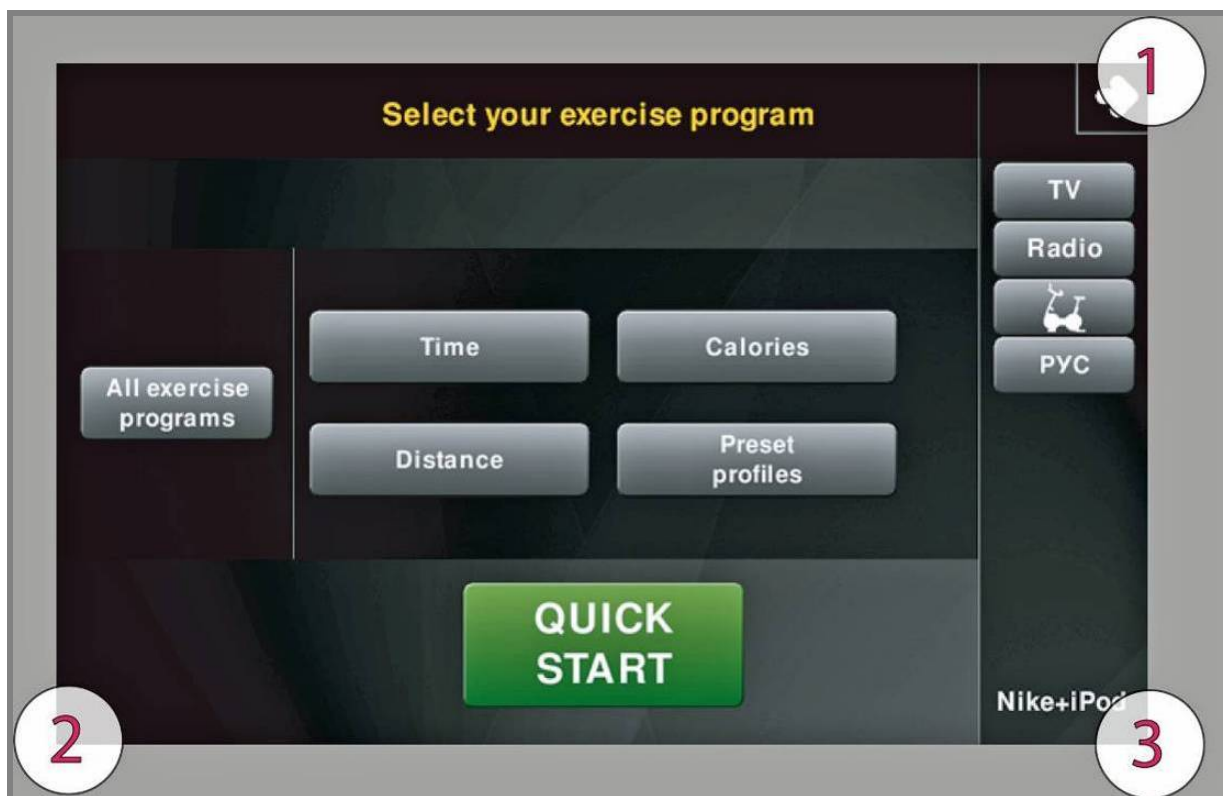 1
Select your exercise program
TV
Radio
РУС
Time
Calories
All exercise
programs
Distance
Preset
profiles
QUICK
START
Nike+iPod
2
3